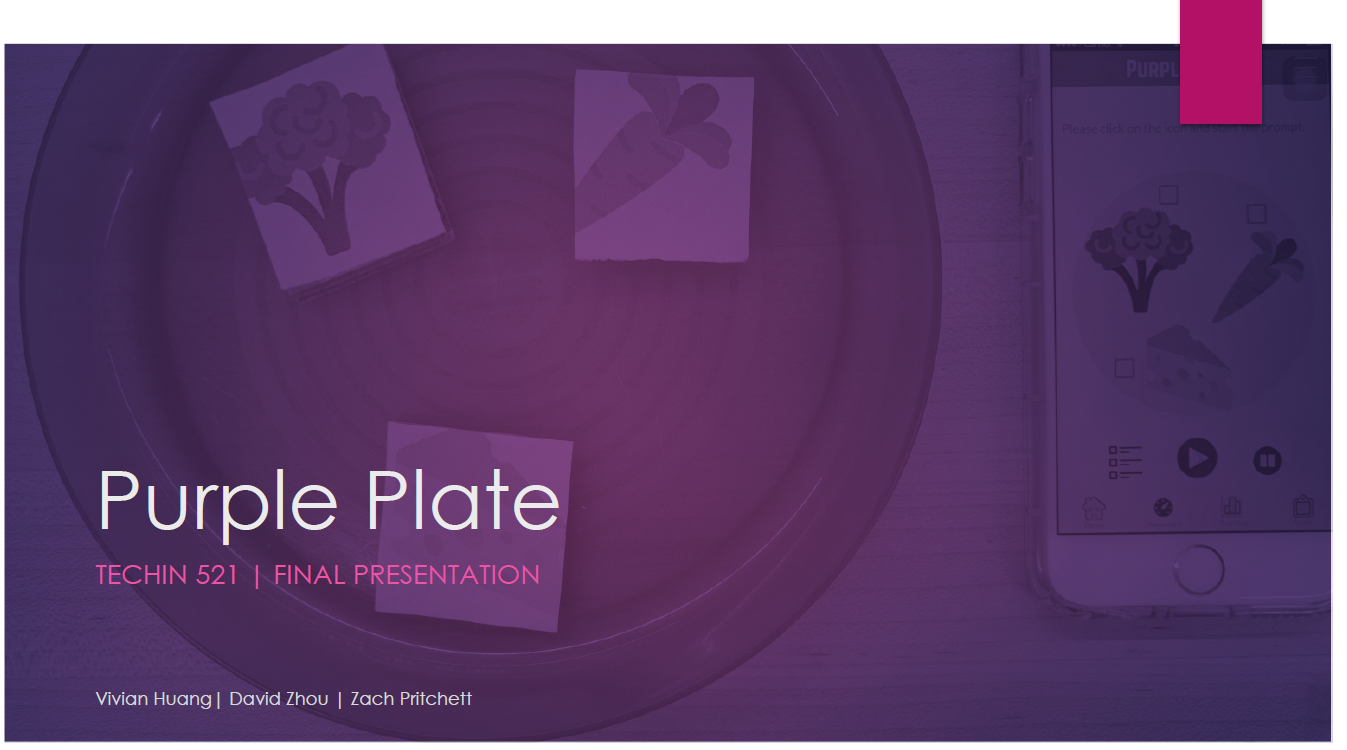 PURPL
Please click on the icon and start the prompt.
Purple Plate
TECHIN 521 | FINAL PRESENTATION
Vivian Huang| David Zhou | Zach Pritchett